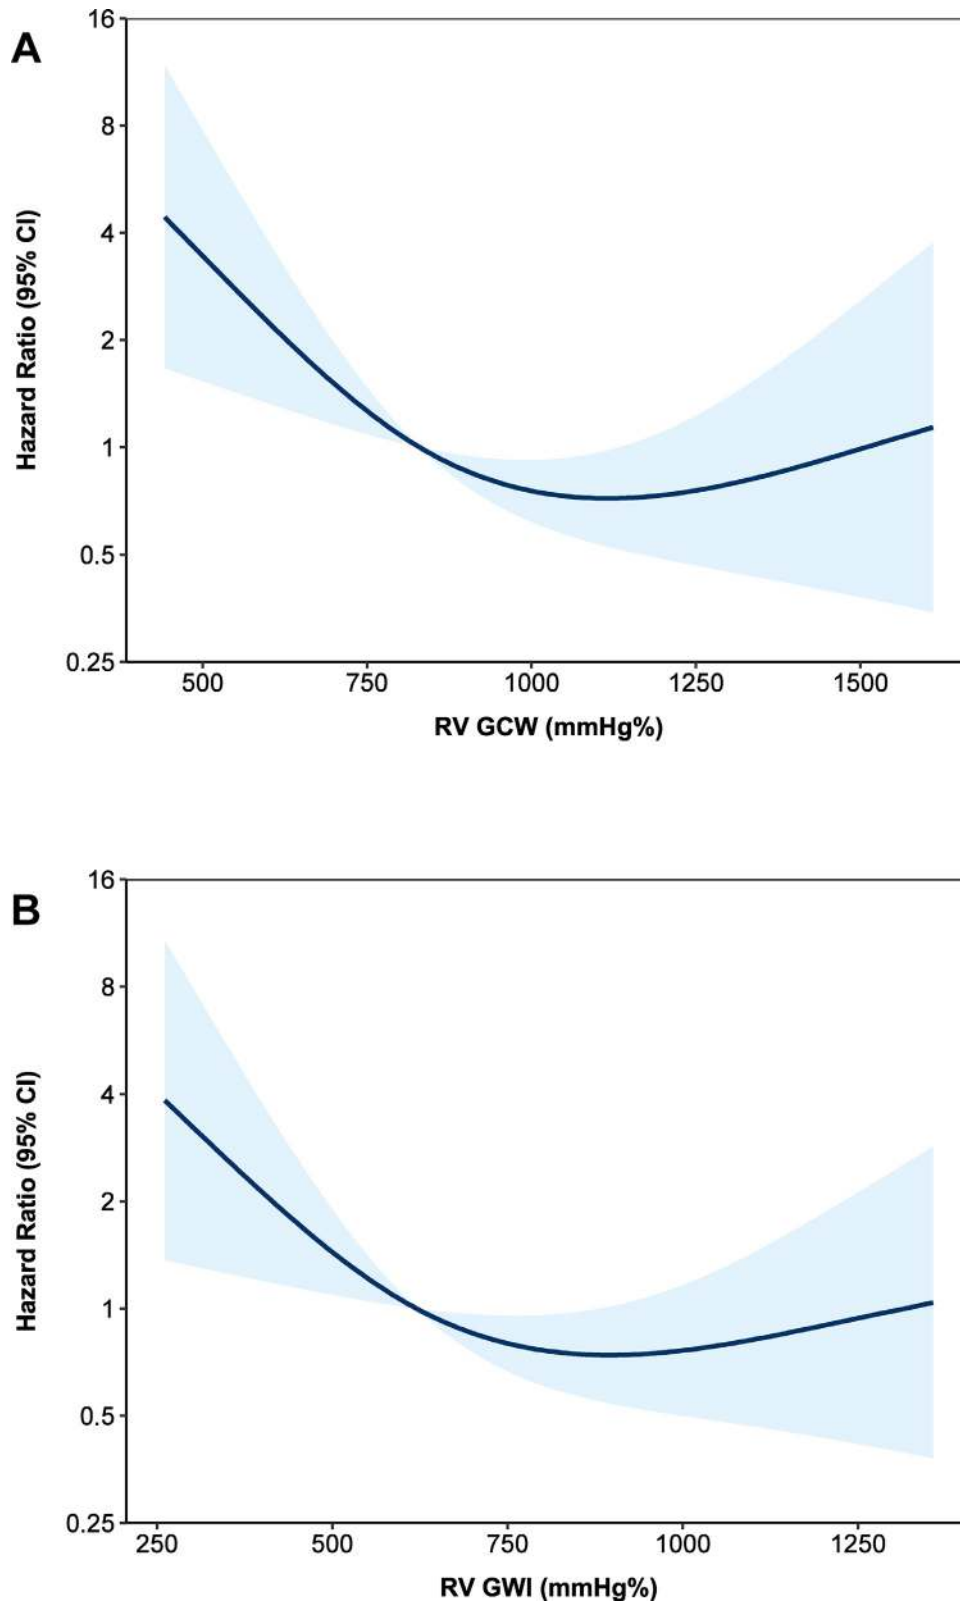 A
16
8
4
2
1
0.5
0.25
Hazard Ratio (95% CI)
500 750 1000 1250 1500
RV GCW (mmHg%)
B
16
8
4
2
1
0.5
0.25
Hazard Ratio (95% CI)
250 500 750 1000 1250
RV GWI (mmHg%)